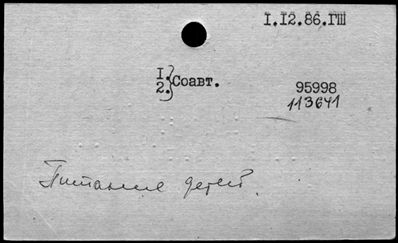 I.I2.86.ГШ
I.
2.} Соавт.
95998
113641
Питание детей.